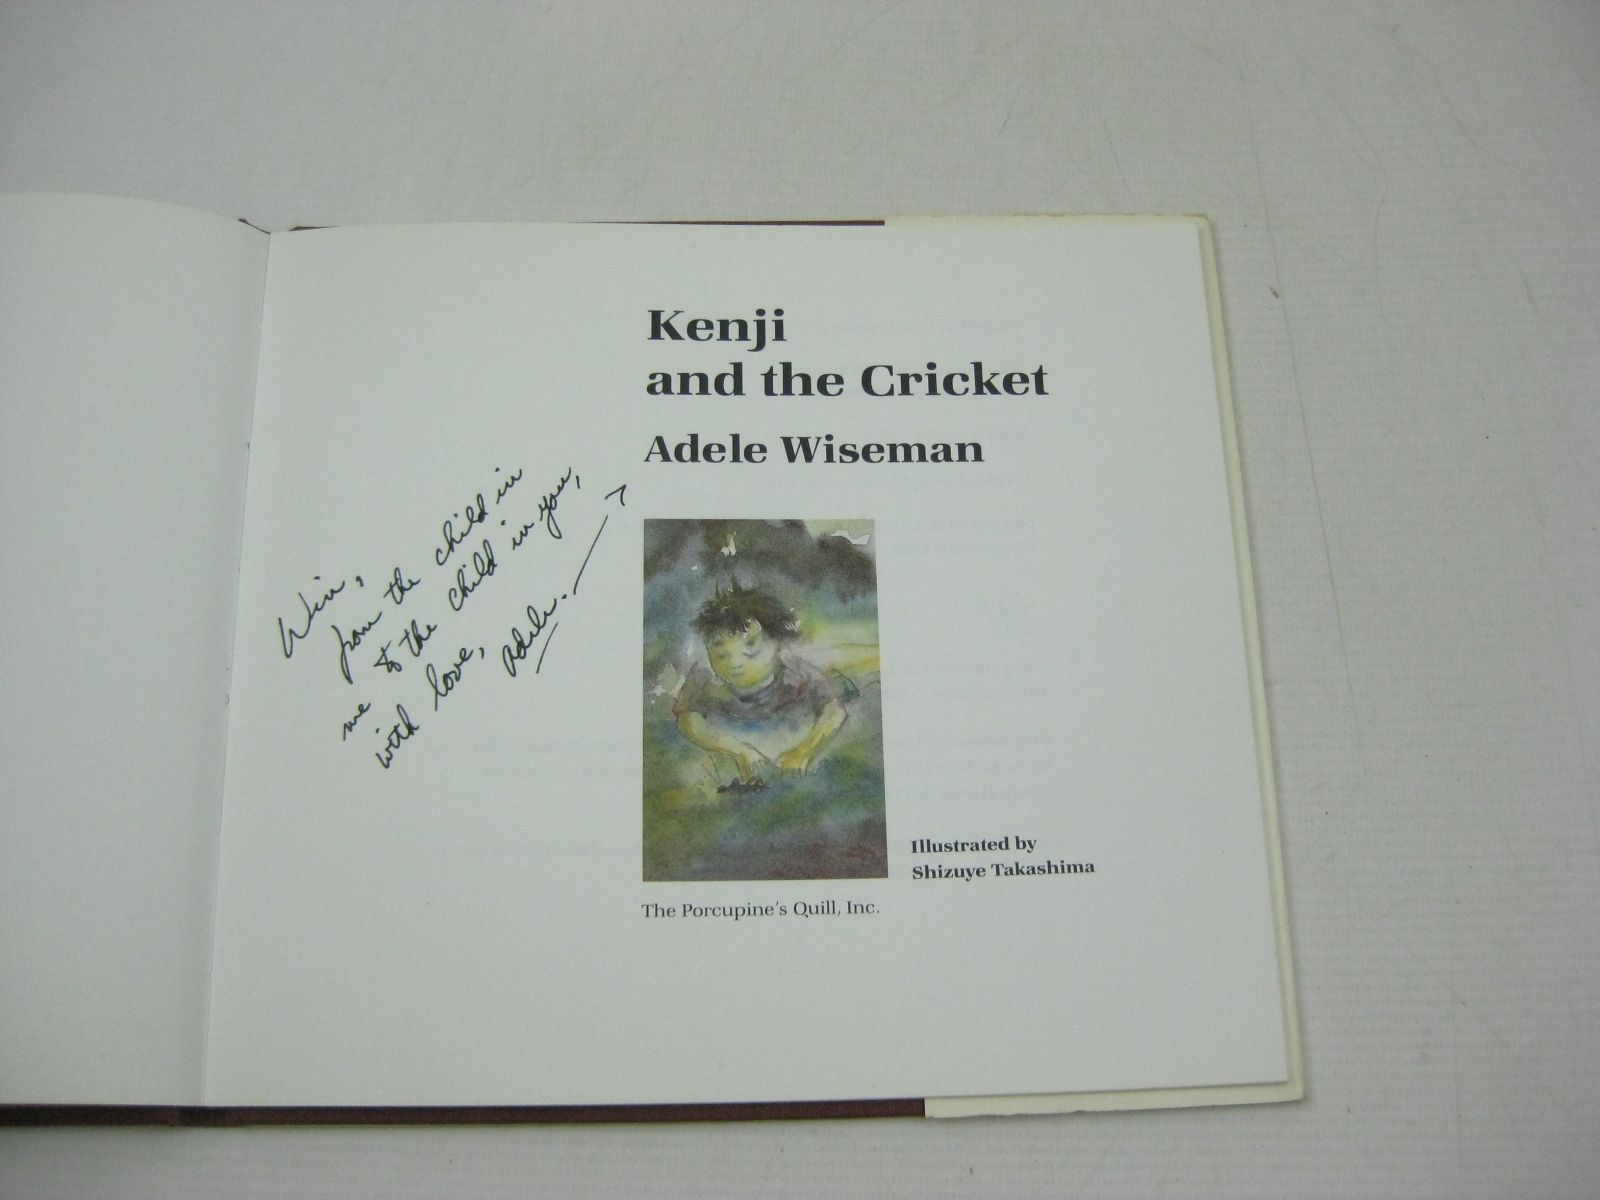 Win,
from the child in
me to the child in you,
with love,
Adele.
Kenji
and the Cricket
Adele Wiseman
Illustrated by
Shizuye Takashima
The Porcupine's Quill, Inc.